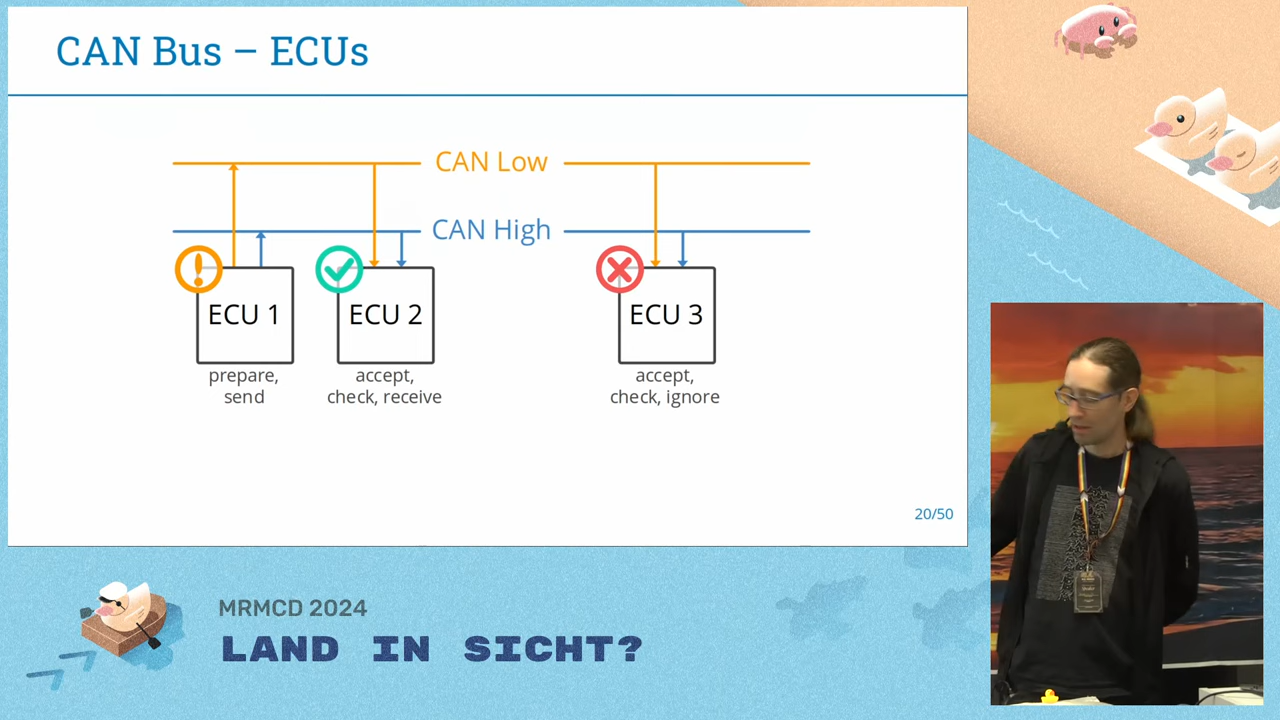 CAN Bus – ECUs
CAN Low
CAN High
ECU 1
ECU 2
ECU 3
prepare,
send
accept,
check, receive
accept,
check, ignore
20/50
MRMCD 2024
LAND IN SICHT?